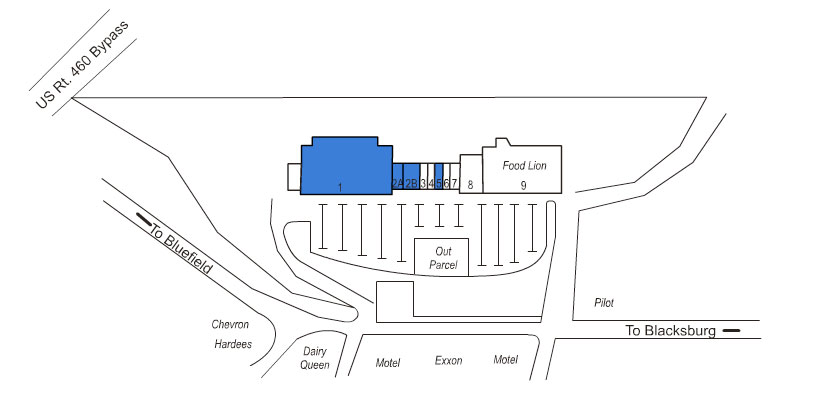 US Rt. 460 Bypass
Food Lion
1
2A
2B
3
4
5
6
7
8
9
To Bluefield
Out
Parcel
Pilot
Chevron
Hardees
To Blacksburg
Dairy
Queen
Motel
Exxon
Motel